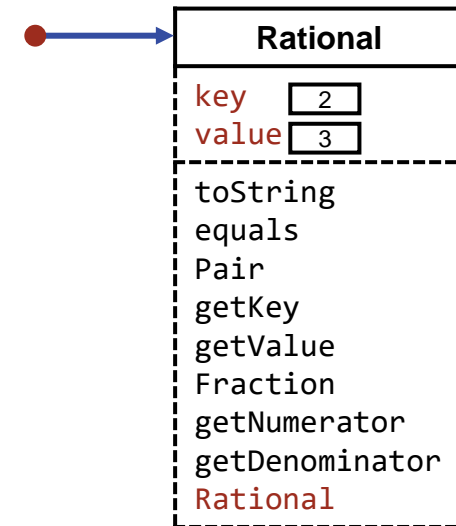 Rational
key 2
value 3
toString
equals
Pair
getKey
getValue
Fraction
getNumerator
getDenominator
Rational